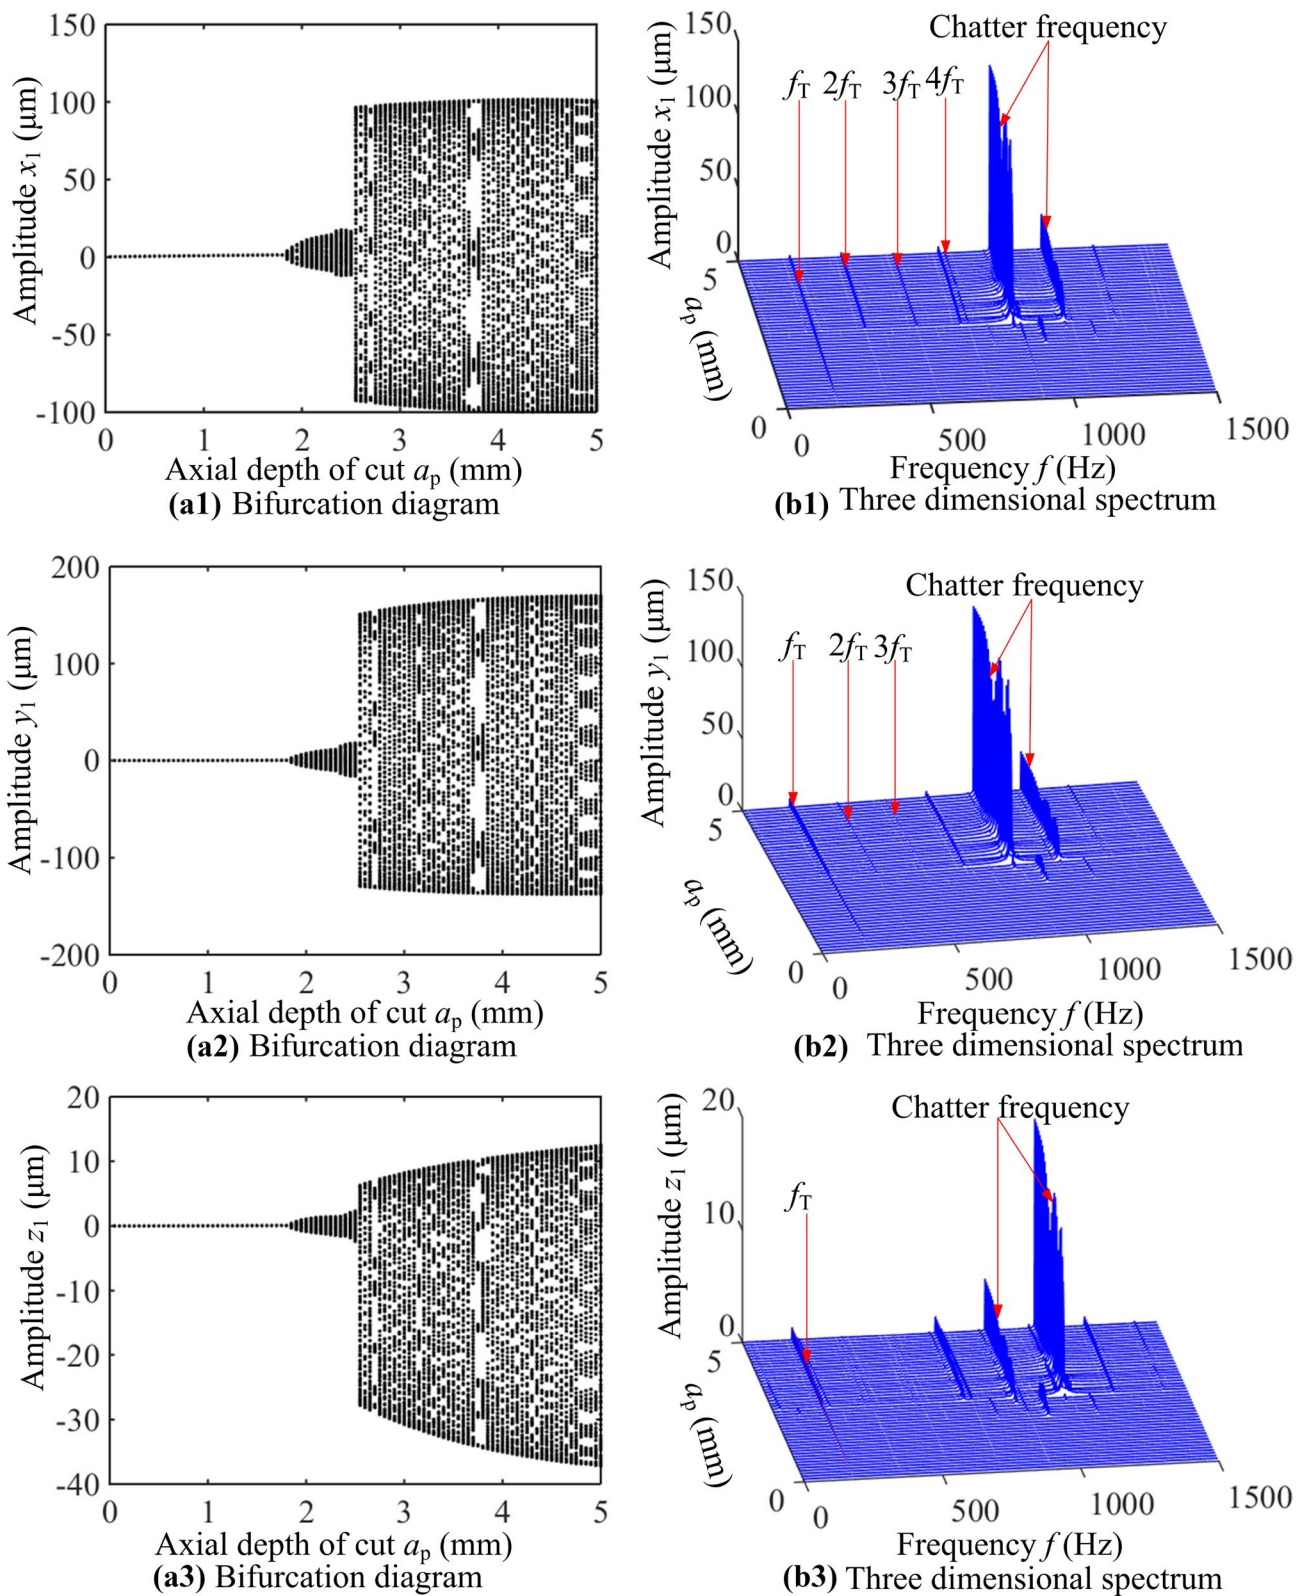 150
100
50
0
-50
-100
Amplitude x1 (μm)
0 1 2 3 4 5
Axial depth of cut ap (mm)
(a1) Bifurcation diagram
150
100
50
0
Amplitude x1 (μm)
Chatter frequency
fT 2fT 3fT 4fT
5
0
ap (mm)
0 500 1000 1500
Frequency f (Hz)
(b1) Three dimensional spectrum
200
100
0
-100
-200
Amplitude y1 (μm)
0 1 2 3 4 5
Axial depth of cut ap (mm)
(a2) Bifurcation diagram
150
100
50
0
Amplitude y1 (μm)
Chatter frequency
fT 2fT 3fT
5
0
ap (mm)
0 500 1000 1500
Frequency f (Hz)
(b2) Three dimensional spectrum
20
10
0
-10
-20
-30
-40
Amplitude z1 (μm)
0 1 2 3 4 5
Axial depth of cut ap (mm)
(a3) Bifurcation diagram
20
10
0
Amplitude z1 (μm)
Chatter frequency
fT
5
0
ap (mm)
0 500 1000 1500
Frequency f (Hz)
(b3) Three dimensional spectrum